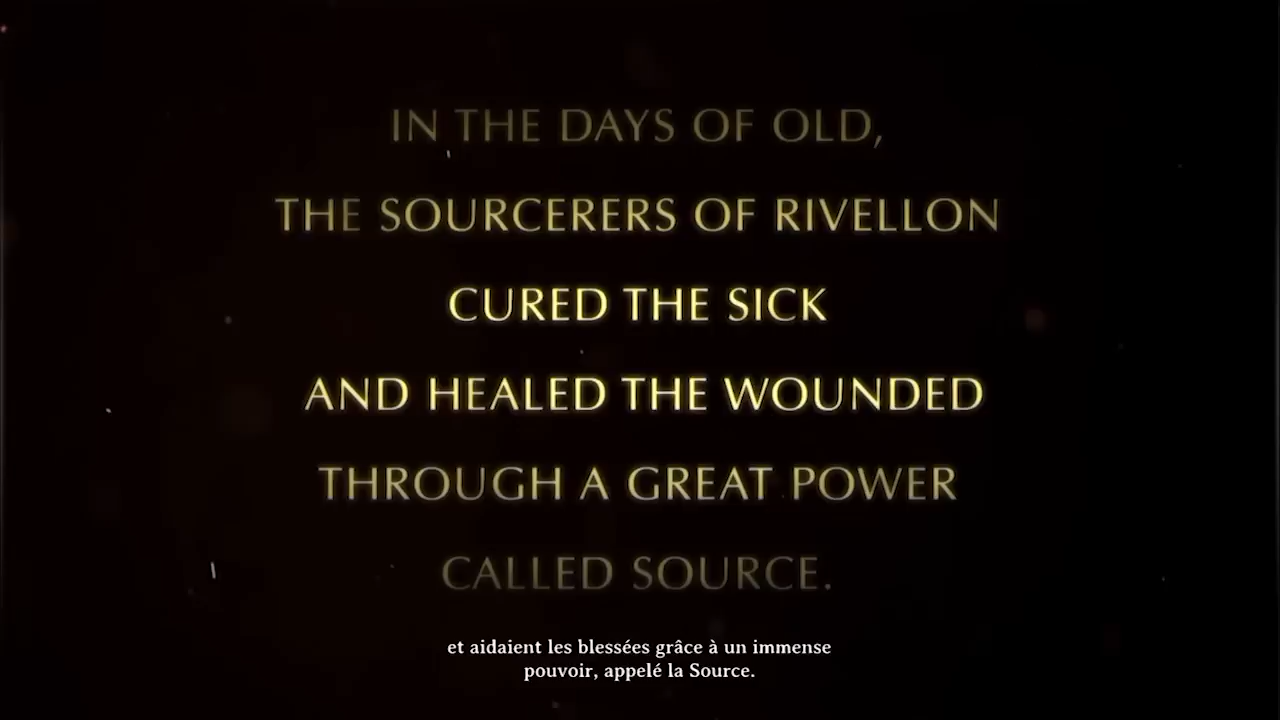 IN THE DAYS OF OLD,
THE SOURCERERS OF RIVELLON
CURED THE SICK
AND HEALED THE WOUNDED
THROUGH A GREAT POWER
CALLED SOURCE.
et aidaient les blessées grâce à un immense
pouvoir, appelé la Source.